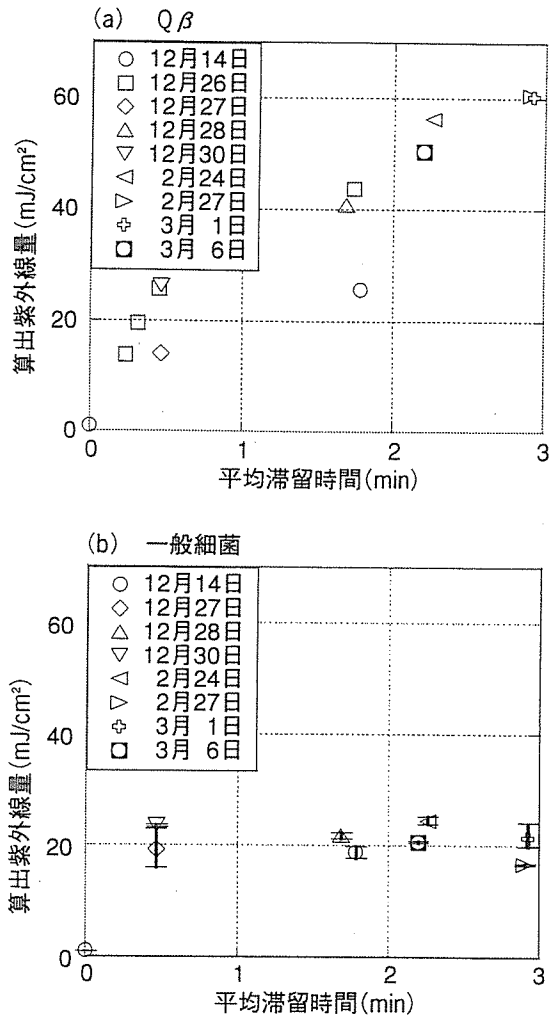 (a) Qβ
○ 12月14日
□ 12月26日
◇ 12月27日
△ 12月28日
▽ 12月30日
◁ 2月24日
▷ 2月27日
✚ 3月 1日
◘ 3月 6日
算出紫外線量(mJ/cm²)
60
40
20
0
0 1 2 3
平均滞留時間(min)
(b) 一般細菌
○ 12月14日
◇ 12月27日
△ 12月28日
▽ 12月30日
◁ 2月24日
▷ 2月27日
✚ 3月 1日
◘ 3月 6日
算出紫外線量(mJ/cm²)
60
40
20
0
0 1 2 3
平均滞留時間(min)